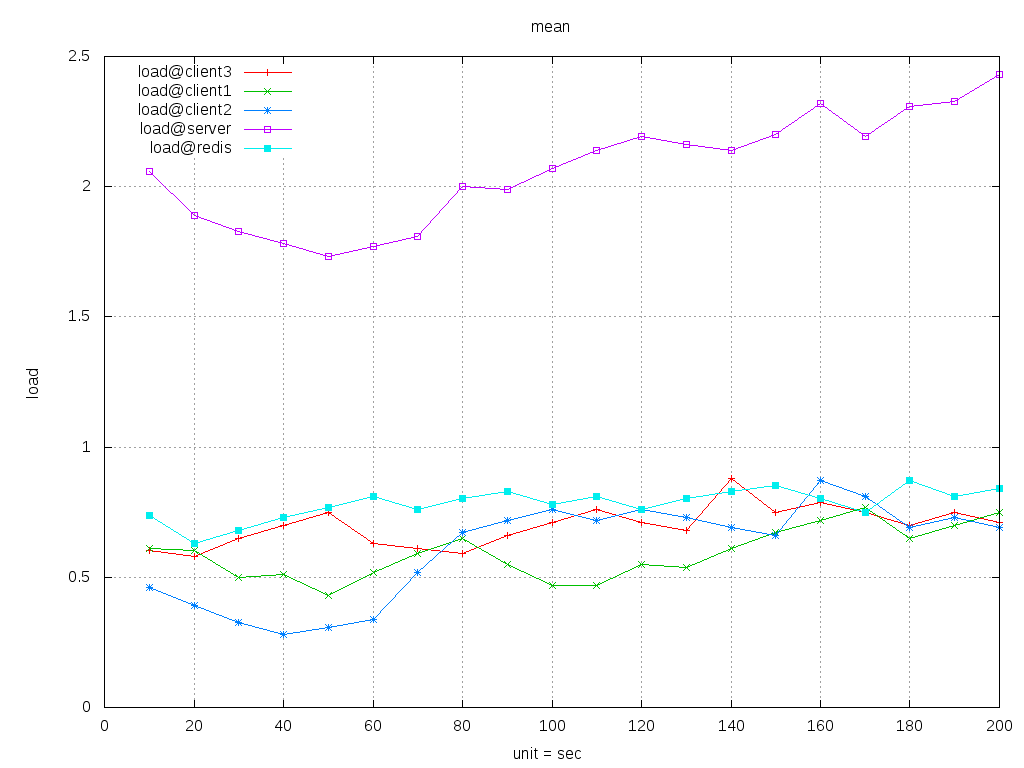 mean
2.5
2
1.5
1
0.5
0
load
load@client3
load@client1
load@client2
load@server
load@redis
0 20 40 60 80 100 120 140 160 180 200
unit = sec